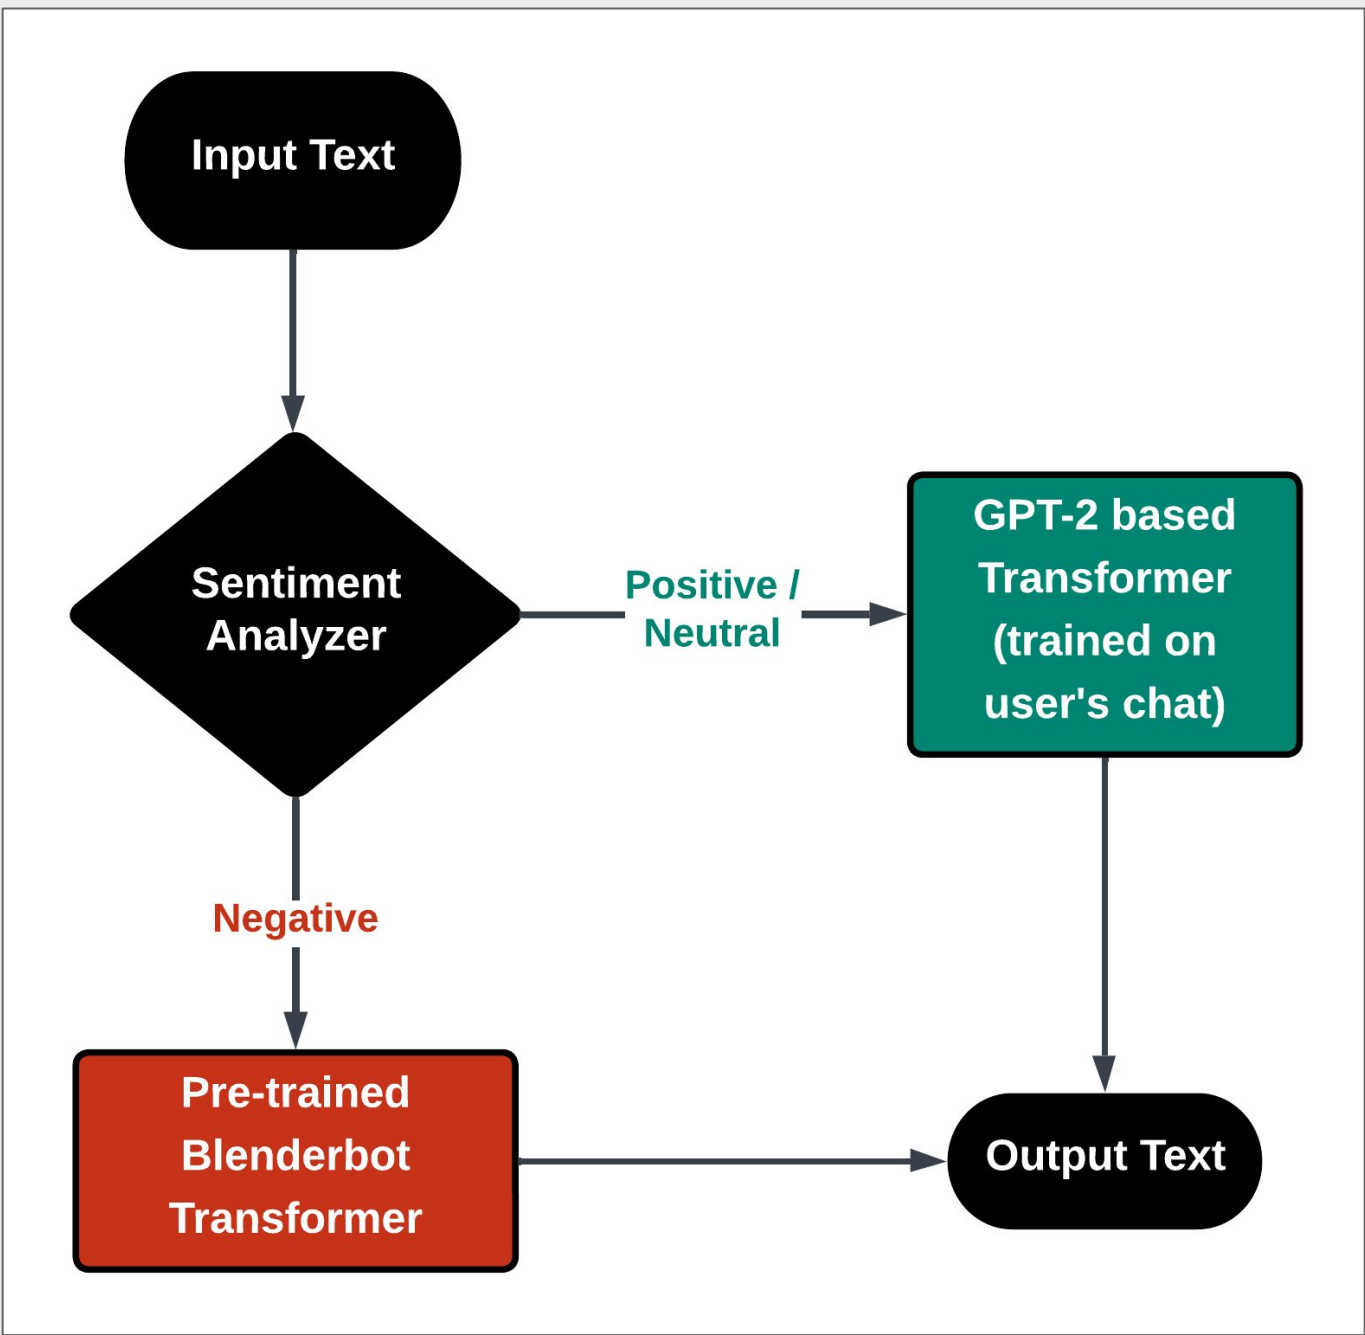 Input Text
Sentiment
Analyzer
Positive /
Neutral
GPT-2 based
Transformer
(trained on
user's chat)
Negative
Pre-trained
Blenderbot
Transformer
Output Text